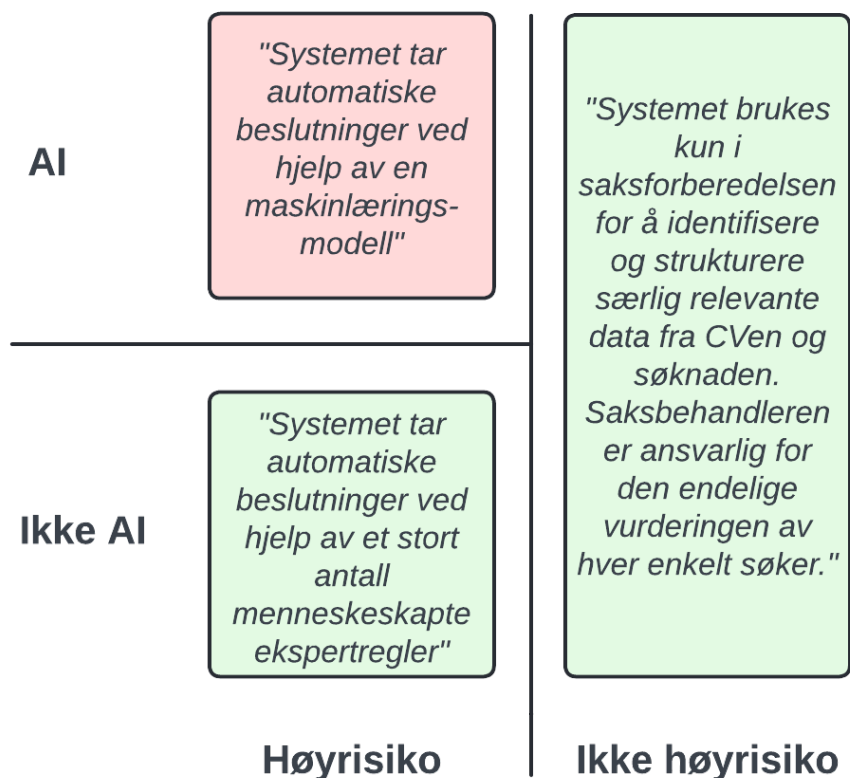 AI
"Systemet tar
automatiske
beslutninger ved
hjelp av en
maskinlærings-
modell"
"Systemet brukes
kun i
saksforberedelsen
for å identifisere
og strukturere
særlig relevante
data fra CVen og
søknaden.
Saksbehandleren
er ansvarlig for
den endelige
vurderingen av
hver enkelt søker."
Ikke AI
"Systemet tar
automatiske
beslutninger ved
hjelp av et stort
antall
menneskeskapte
ekspertregler"
Høyrisiko
Ikke høyrisiko